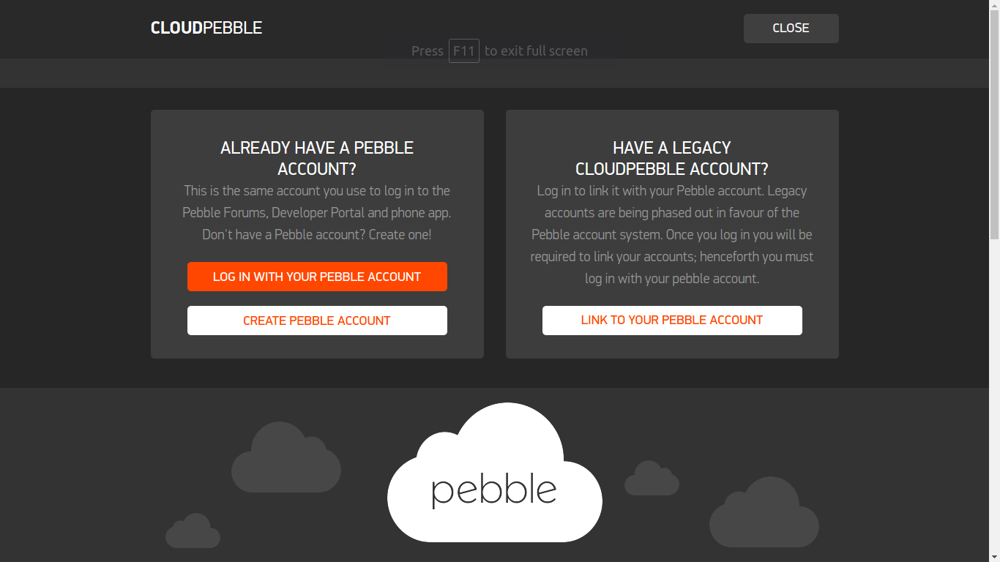 CLOUDPEBBLE
CLOSE
Press F11 to exit full screen
ALREADY HAVE A PEBBLE
ACCOUNT?
This is the same account you use to log in to the
Pebble Forums, Developer Portal and phone app.
Don't have a Pebble account? Create one!
LOG IN WITH YOUR PEBBLE ACCOUNT
CREATE PEBBLE ACCOUNT
HAVE A LEGACY
CLOUDPEBBLE ACCOUNT?
Log in to link it with your Pebble account. Legacy
accounts are being phased out in favour of the
Pebble account system. Once you log in you will be
required to link your accounts; henceforth you must
log in with your pebble account.
LINK TO YOUR PEBBLE ACCOUNT
pebble